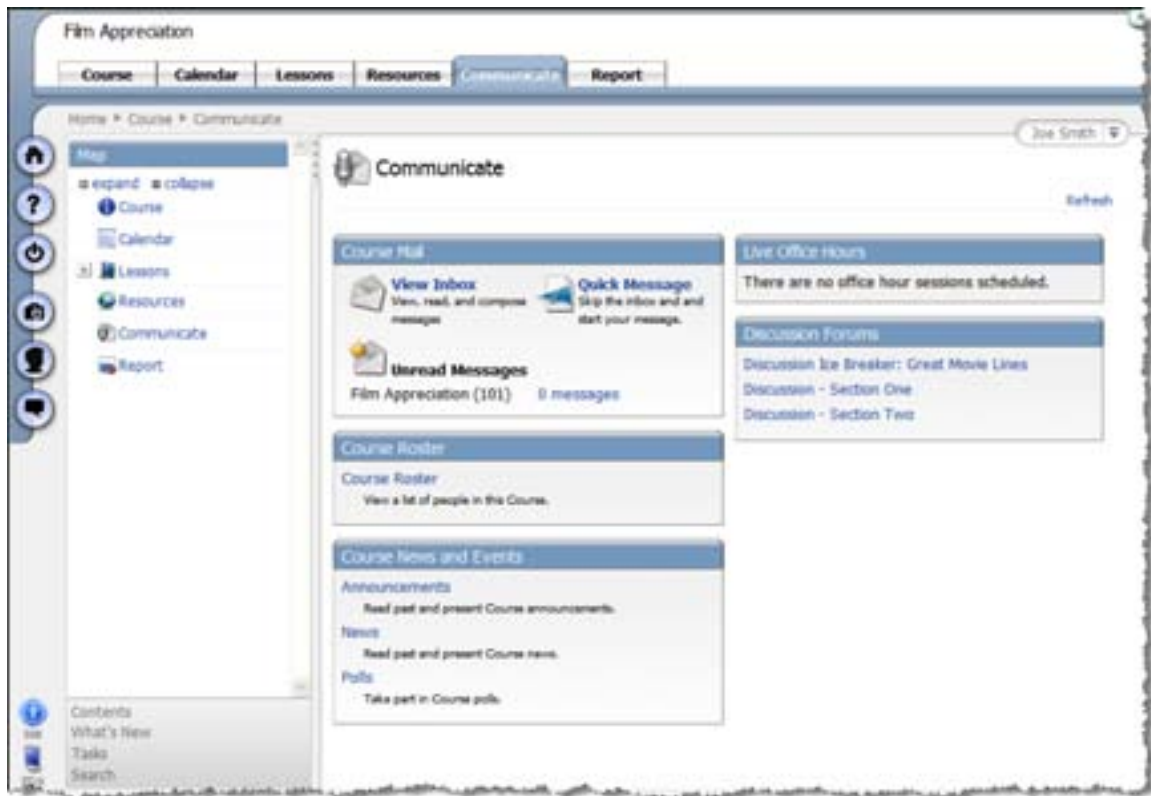 Film Appreciation
Course Calendar Lessons Resources Communicate Report
Home Course Communicate
Joe Smith
Map
expand collapse
Course
Calendar
Lessons
Resources
Communicate
Report
Contents
What's New
Tasks
Search
Communicate
Refresh
Course Mail
View Inbox
View, read, and compose
messages
Quick Message
Skip the inbox and and
start your message.
Unread Messages
Film Appreciation (101) 0 messages
Course Roster
Course Roster
View a list of people in this Course.
Course News and Events
Announcements
Read past and present Course announcements.
News
Read past and present Course news.
Polls
Take part in Course polls.
Live Office Hours
There are no office hour sessions scheduled.
Discussion Forums
Discussion Ice Breaker: Great Movie Lines
Discussion - Section One
Discussion - Section Two